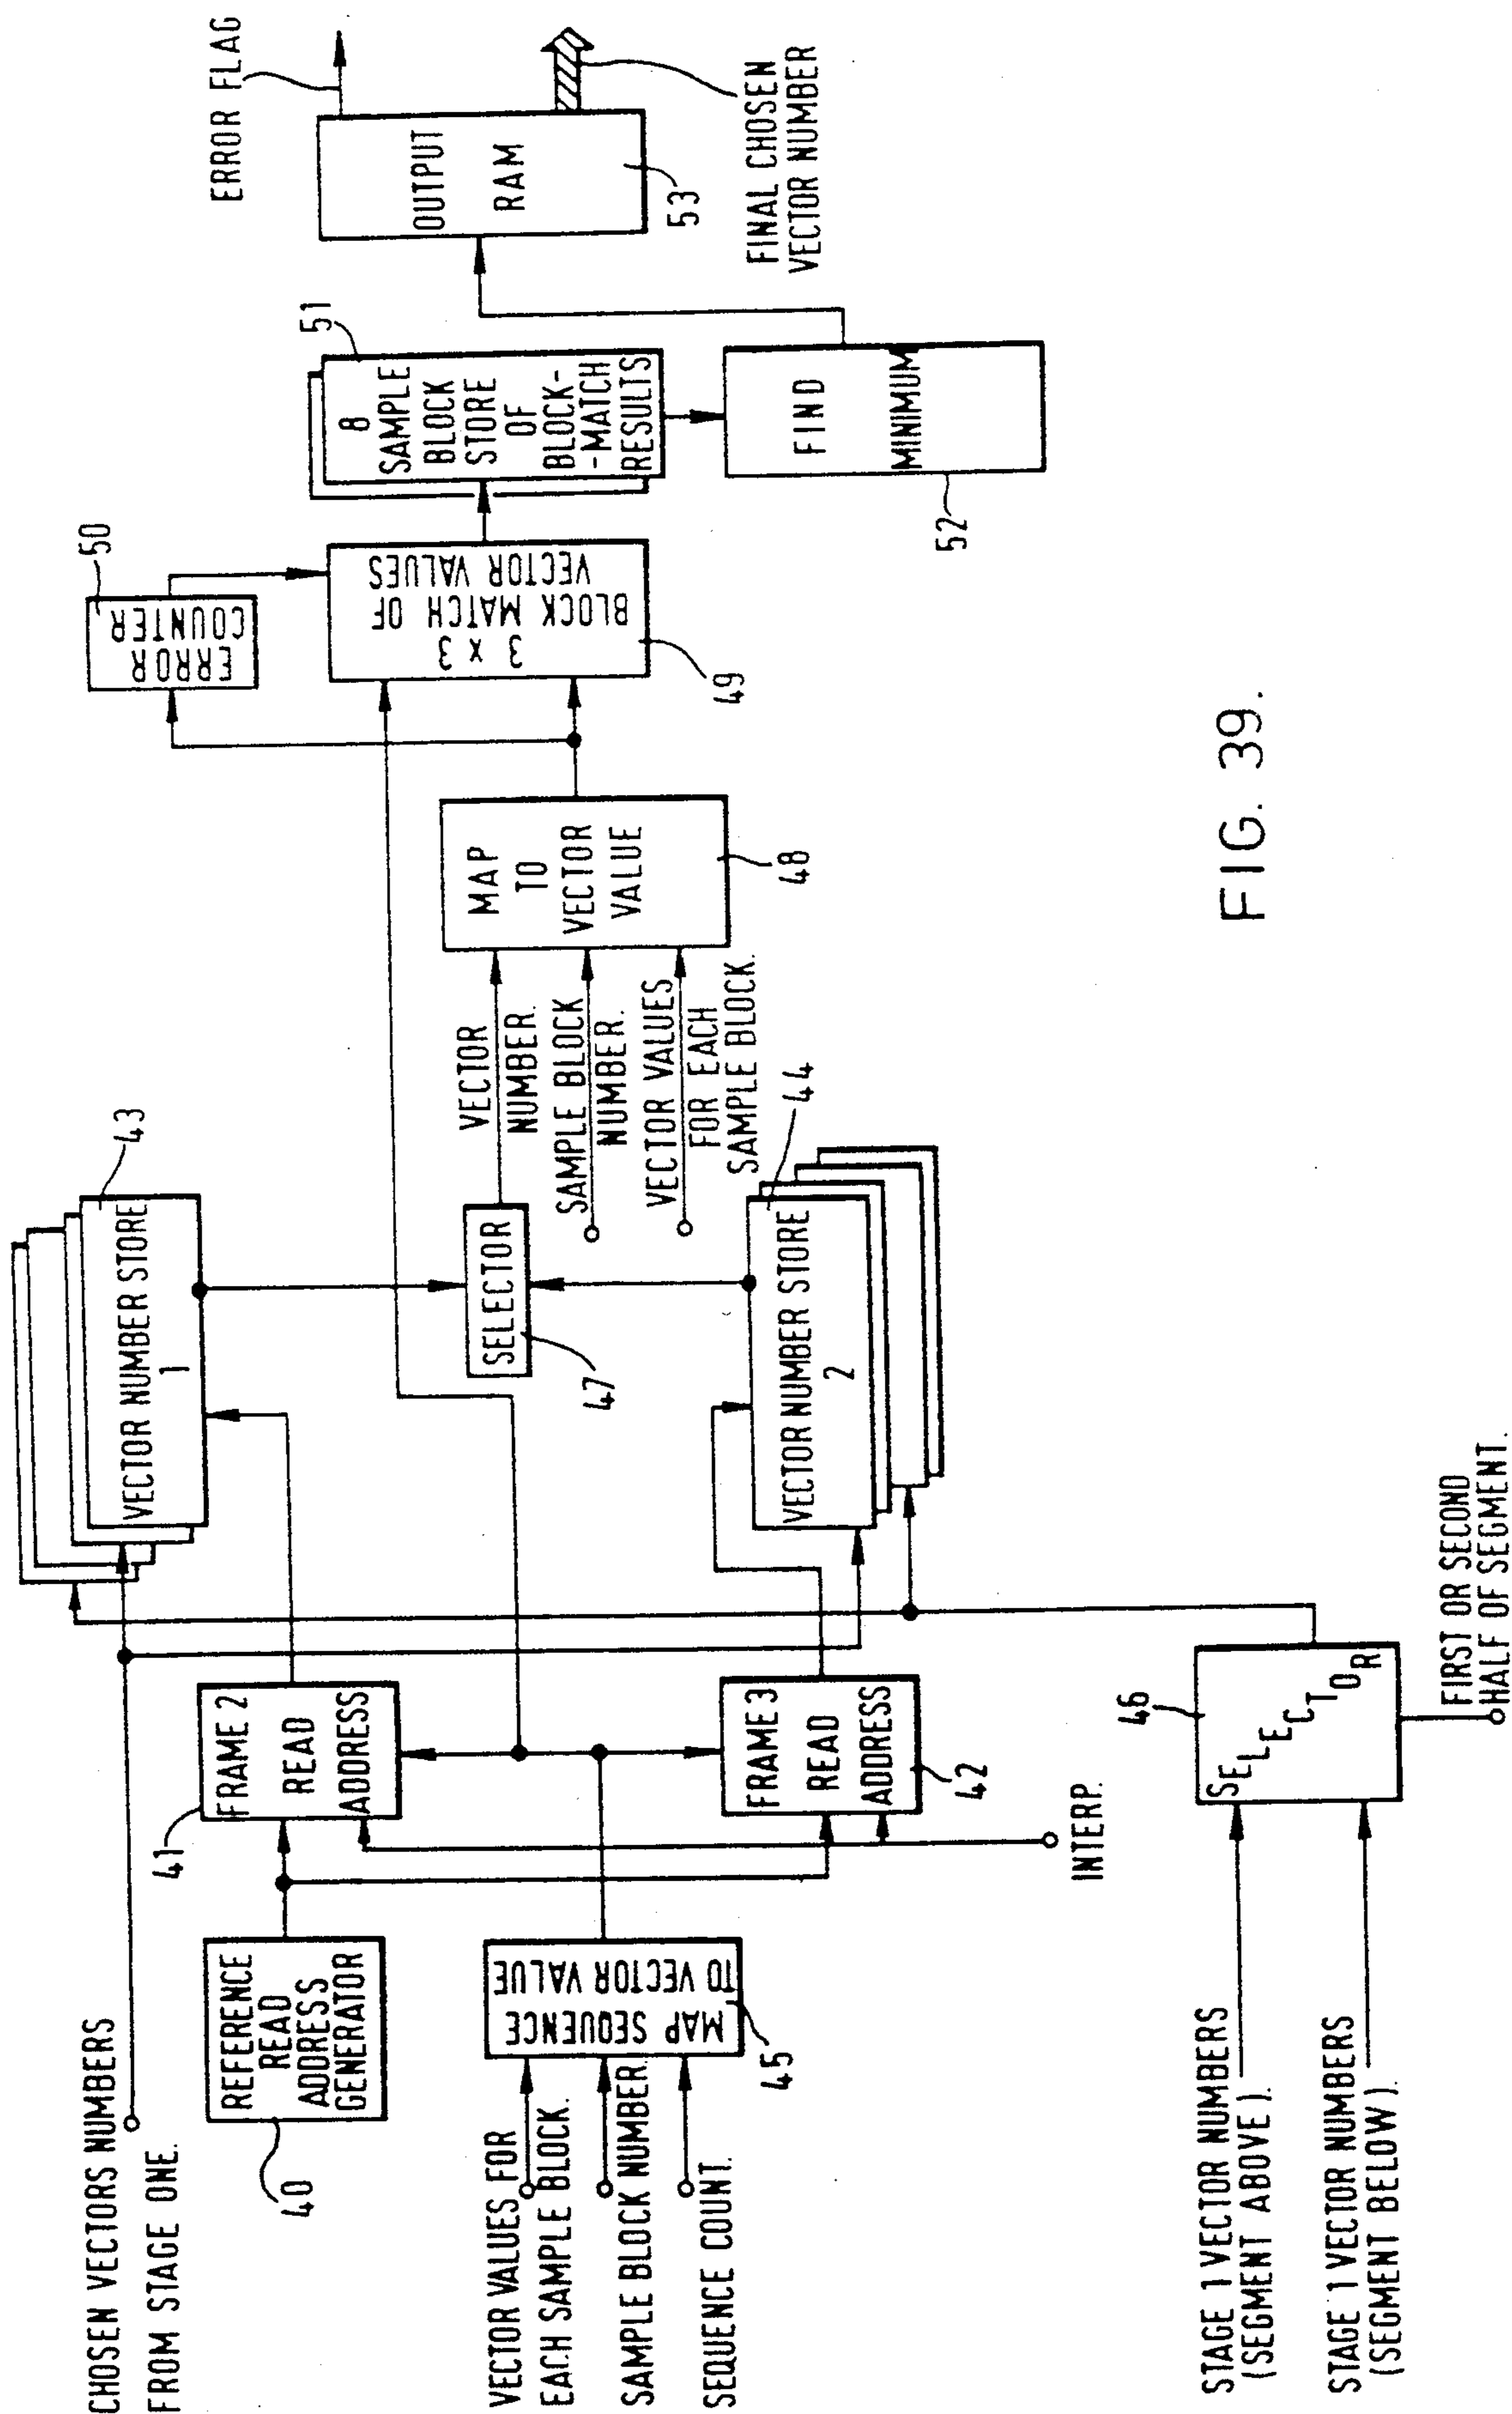 CHOSEN VECTORS NUMBERS
FROM STAGE ONE.
40
REFERENCE
READ
ADDRESS
GENERATOR
VECTOR VALUES FOR
EACH SAMPLE BLOCK.
SAMPLE BLOCK NUMBER.
SEQUENCE COUNT.
MAP SEQUENCE
TO VECTOR VALUE
45
STAGE 1 VECTOR NUMBERS
(SEGMENT ABOVE).
STAGE 1 VECTOR NUMBERS
(SEGMENT BELOW).
41
FRAME 2
READ
ADDRESS
FRAME 3
READ
ADDRESS
42
INTERP.
46
SELECTOR
FIRST OR SECOND
HALF OF SEGMENT.
43
VECTOR NUMBER STORE
1
SELECTOR
47
VECTOR NUMBER STORE
2
44
VECTOR
NUMBER.
SAMPLE BLOCK
NUMBER.
VECTOR VALUES
FOR EACH
SAMPLE BLOCK.
MAP
TO
VECTOR
VALUE
48
50
ERROR
COUNTER
3 x 3
BLOCK MATCH OF
VECTOR VALUES
49
51
8
SAMPLE
BLOCK
STORE
OF
BLOCK-
-MATCH
RESULTS
FIND
MINIMUM
52
ERROR FLAG
OUTPUT
RAM
53
FINAL CHOSEN
VECTOR NUMBER
FIG. 39.